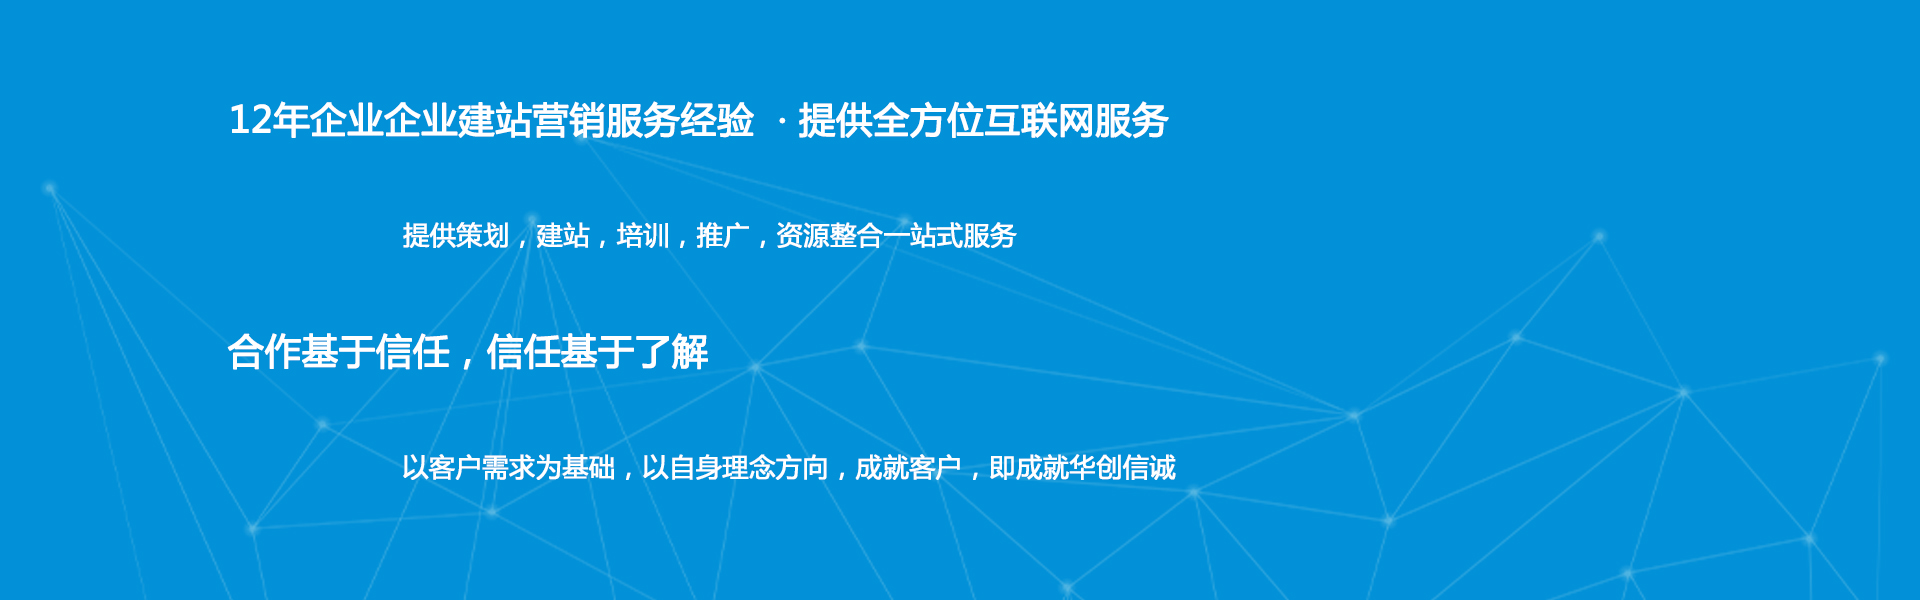 12年企业企业建站营销服务经验 ·提供全方位互联网服务
提供策划，建站，培训，推广，资源整合一站式服务
合作基于信任，信任基于了解
以客户需求为基础，以自身理念方向，成就客户，即成就华创信诚